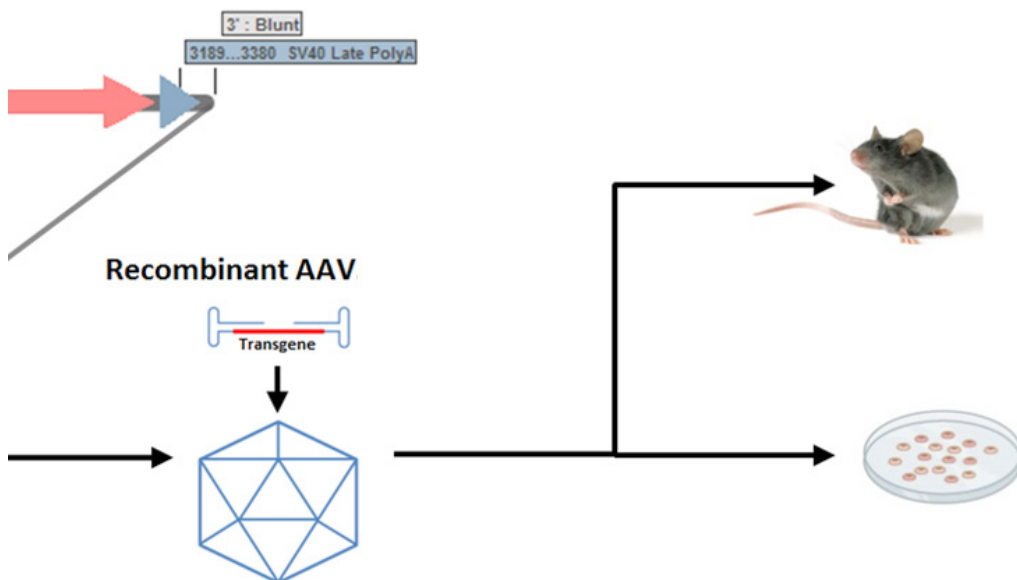 3' : Blunt
3189...3380 SV40 Late PolyA
Recombinant AAV
Transgene